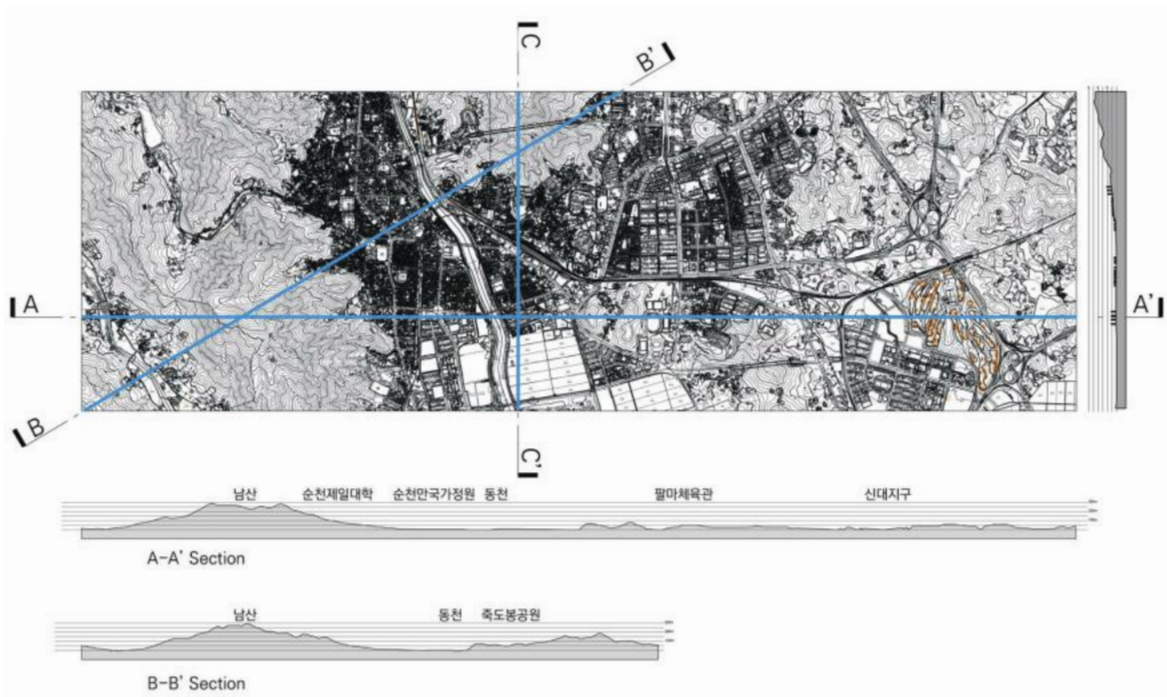 C
B'
A
A'
B
C'
남산 순천제일대학 순천만국가정원 동천 팔마체육관 신대지구
A-A' Section
남산 동천 죽도봉공원
B-B' Section